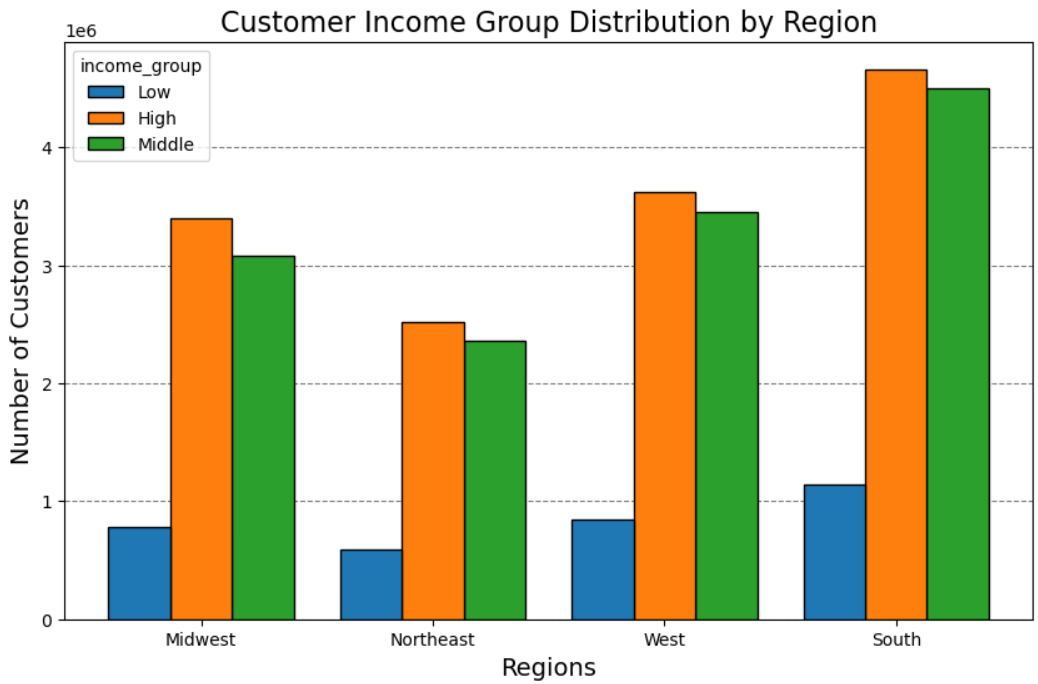 Customer Income Group Distribution by Region
1e6
income_group
Low
High
Middle
4
3
2
1
0
Number of Customers
Midwest
Northeast
West
South
Regions